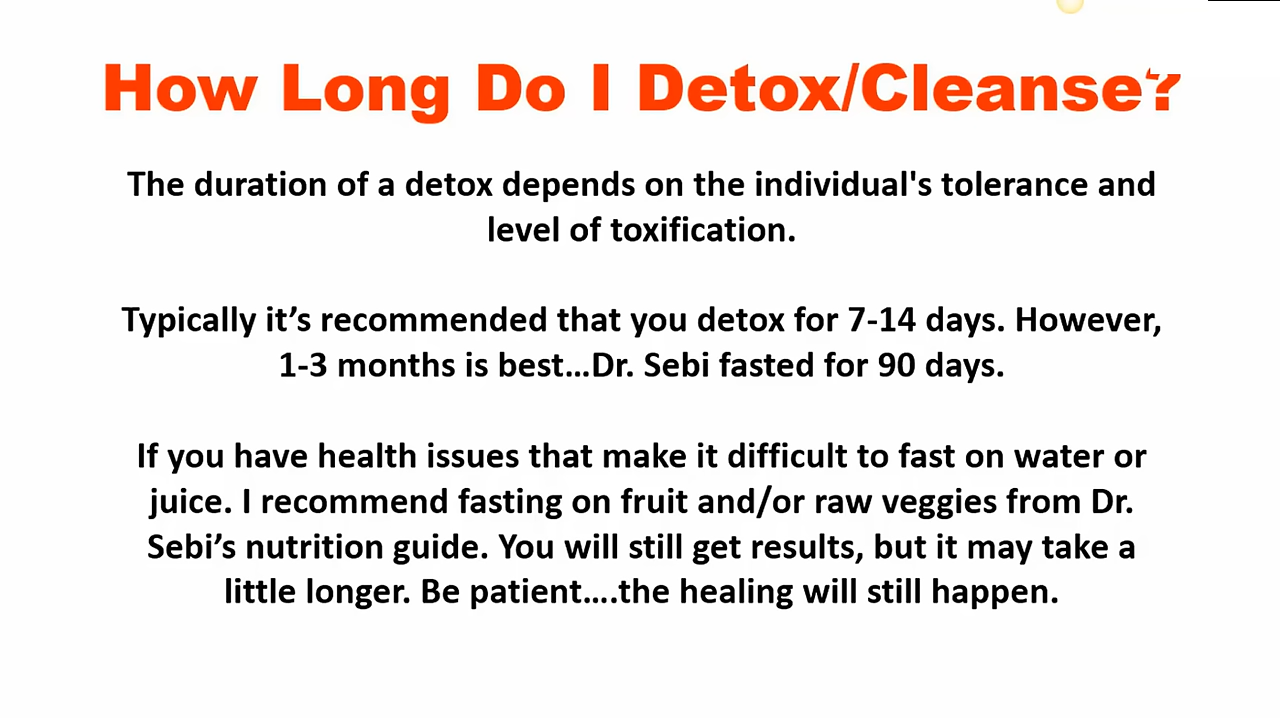 How Long Do I Detox/Cleanse?
The duration of a detox depends on the individual's tolerance and
level of toxification.
Typically it’s recommended that you detox for 7-14 days. However,
1-3 months is best…Dr. Sebi fasted for 90 days.
If you have health issues that make it difficult to fast on water or
juice. I recommend fasting on fruit and/or raw veggies from Dr.
Sebi’s nutrition guide. You will still get results, but it may take a
little longer. Be patient….the healing will still happen.